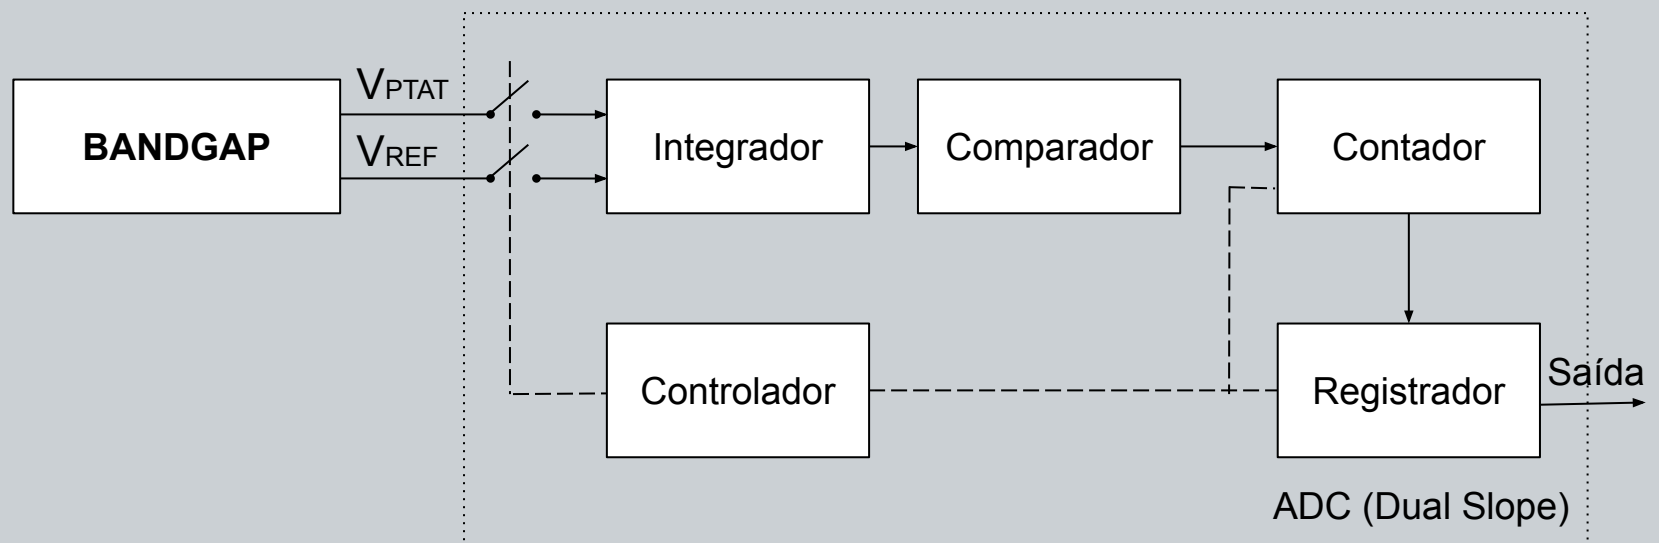 VPTAT
BANDGAP
VREF
Integrador
Comparador
Contador
Controlador
Registrador
Saída
ADC (Dual Slope)